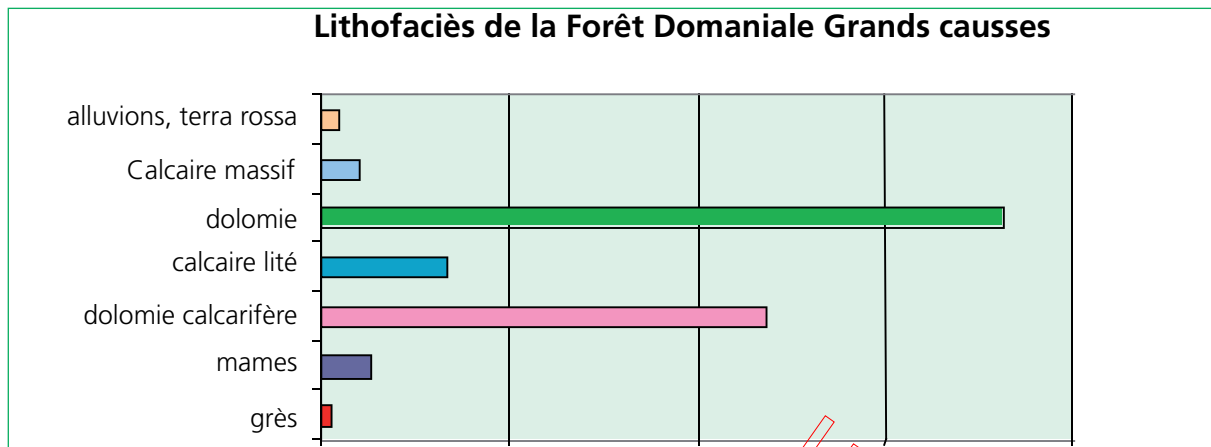 Lithofaciès de la Forêt Domaniale Grands causses
alluvions, terra rossa
Calcaire massif
dolomie
calcaire lité
dolomie calcarifère
mames
grès